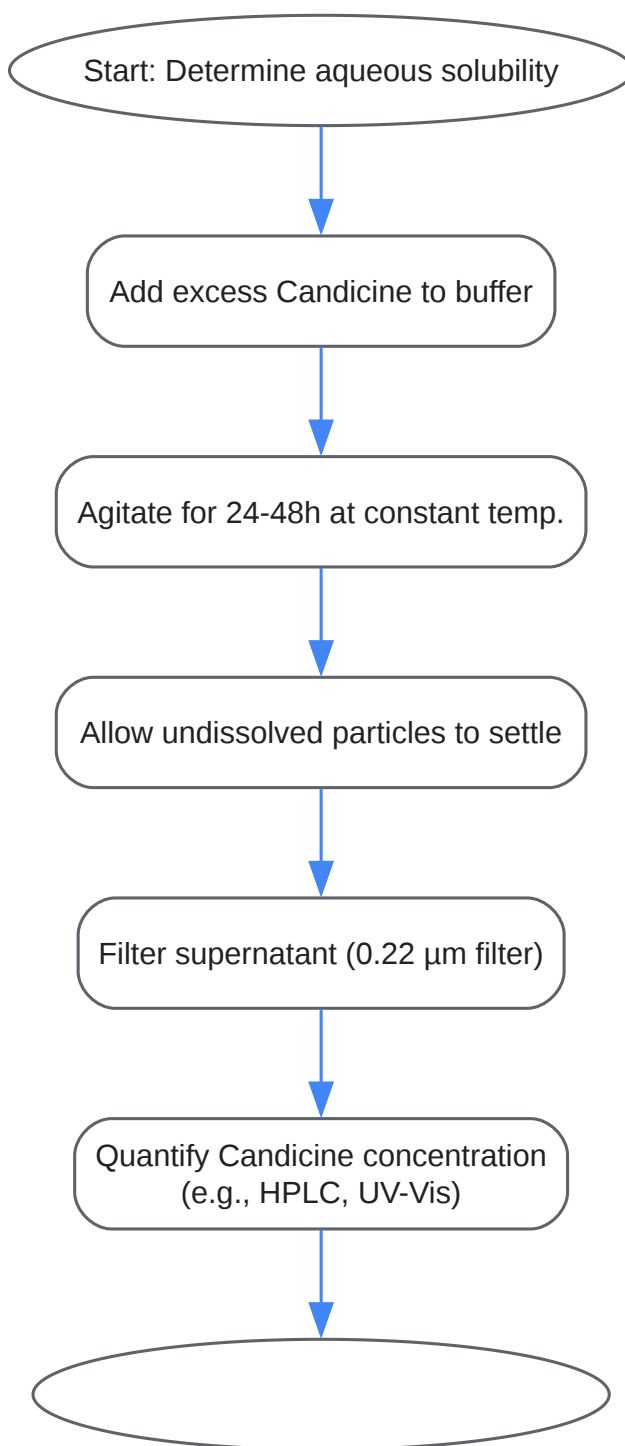 Start: Determine aqueous solubility
Add excess Candicine to buffer
Agitate for 24-48h at constant temp.
Allow undissolved particles to settle
Filter supernatant (0.22 µm filter)
Quantify Candicine concentration
(e.g., HPLC, UV-Vis)